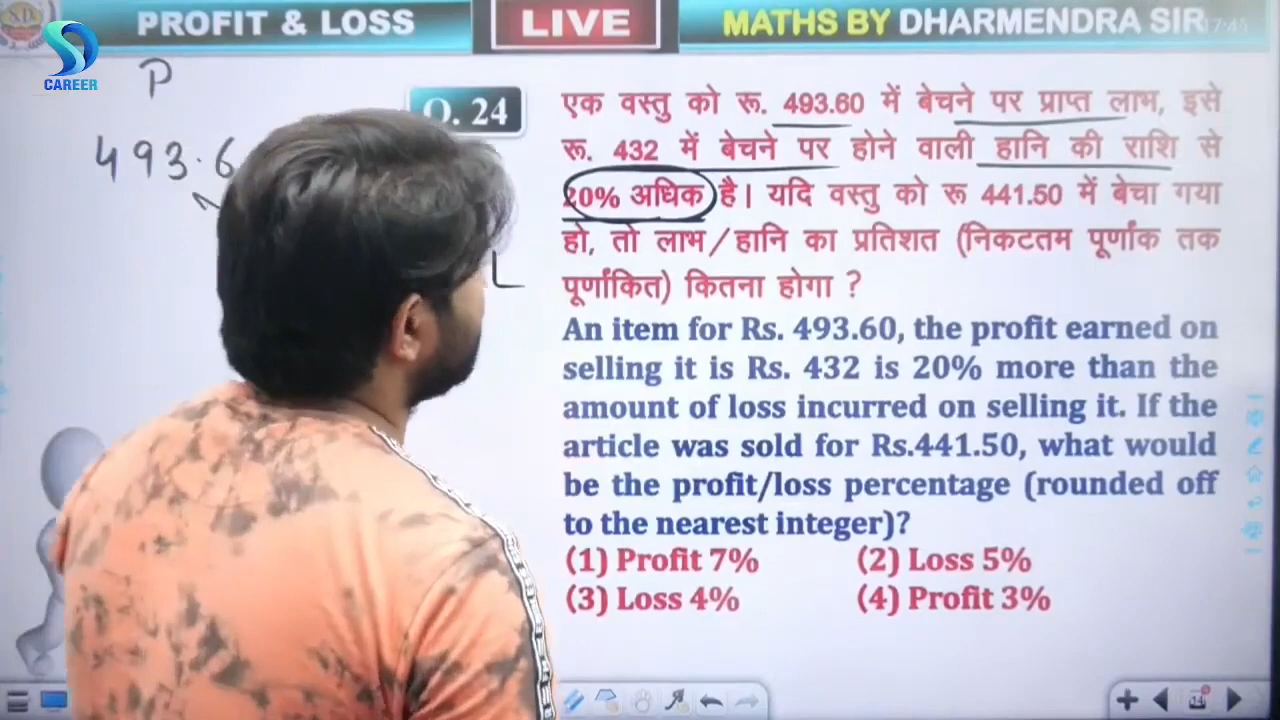 PROFIT & LOSS
LIVE
MATHS BY DHARMENDRA SIR
17:45
CAREER
P
493.6
L
Q. 24
एक वस्तु को रू. 493.60 में बेचने पर प्राप्त लाभ, इसे
रू. 432 में बेचने पर होने वाली हानि की राशि से
20% अधिक है। यदि वस्तु को रू 441.50 में बेचा गया
हो, तो लाभ/हानि का प्रतिशत (निकटतम पूर्णांक तक
पूर्णांकित) कितना होगा ?
An item for Rs. 493.60, the profit earned on
selling it is Rs. 432 is 20% more than the
amount of loss incurred on selling it. If the
article was sold for Rs.441.50, what would
be the profit/loss percentage (rounded off
to the nearest integer)?
(1) Profit 7% (2) Loss 5%
(3) Loss 4% (4) Profit 3%